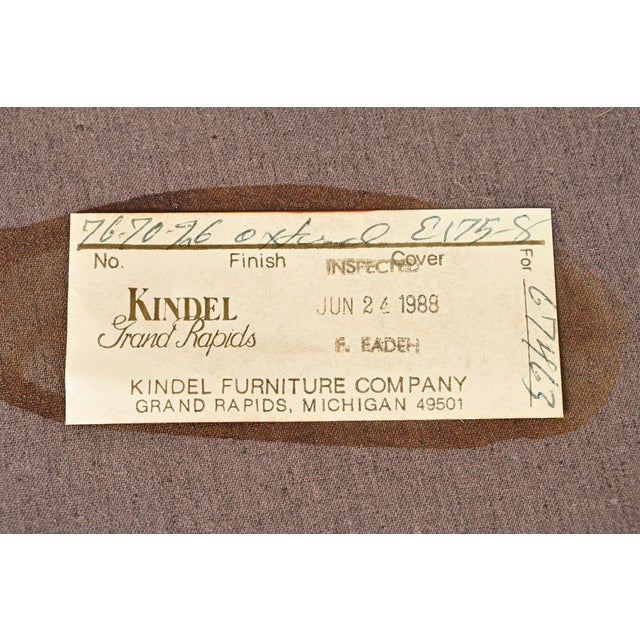 76-70-726 oxford E175-8
No. Finish Cover For
INSPECTED
KINDEL JUN 24 1988
Grand Rapids F. EADEH
KINDEL FURNITURE COMPANY
GRAND RAPIDS, MICHIGAN 49501
67463